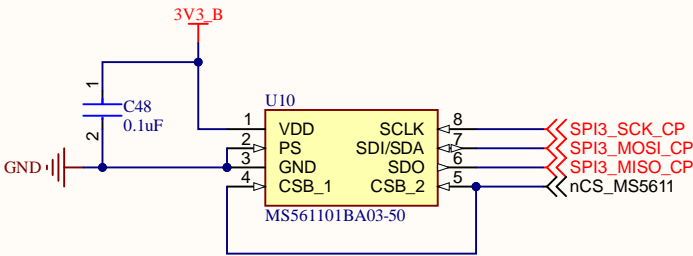 3V3_B
1
C48
0.1uF
2
GND
U10
1 VDD SCLK 8 SPI3_SCK_CP
2 PS SDI/SDA 7 SPI3_MOSI_CP
3 GND SDO 6 SPI3_MISO_CP
4 CSB_1 CSB_2 5 nCS_MS5611
MS561101BA03-50